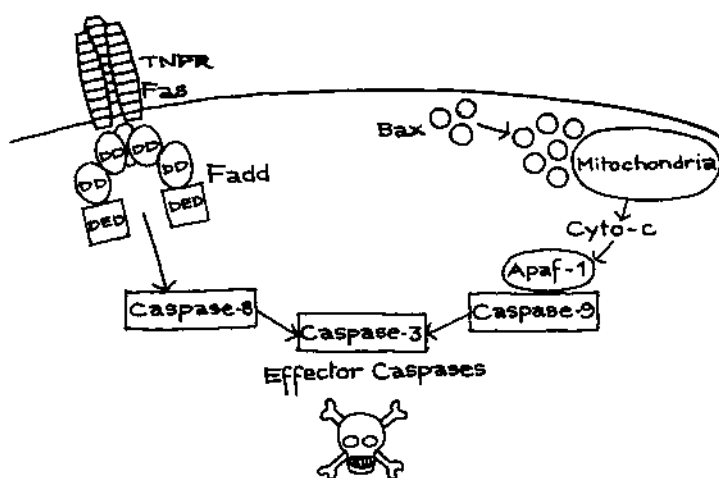 TNPR
Fas
DD DD
DD DD
Fadd
DED DED
Bax
Mitochondria
Cyto-c
Apaf-1
Caspase-8
Caspase-9
Caspase-3
Effector Caspases